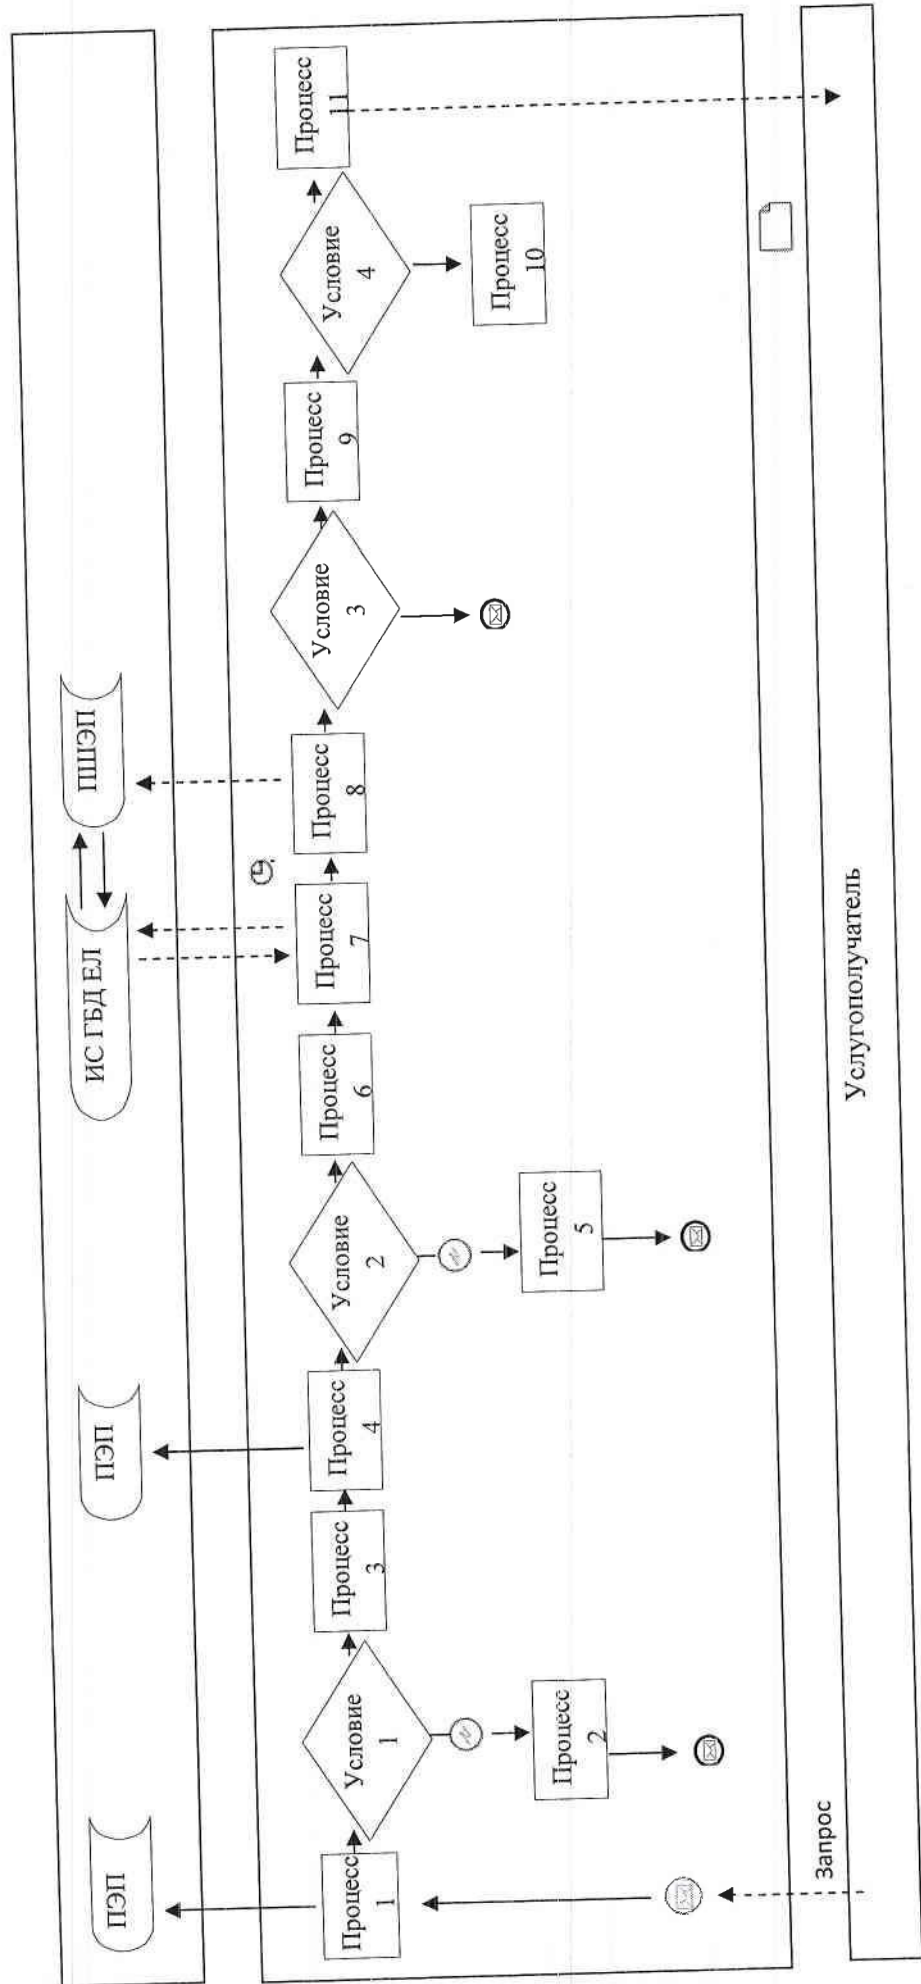 ПЭП
ПЭП
ИС ГБД ЕЛ
ПШЭП
Процесс
1
Условие
1
Процесс
3
Процесс
4
Условие
2
Процесс
6
Процесс
7
Процесс
8
Условие
3
Процесс
9
Условие
4
Процесс
11
Процесс
2
Процесс
5
Процесс
10
Запрос
Услугополучатель